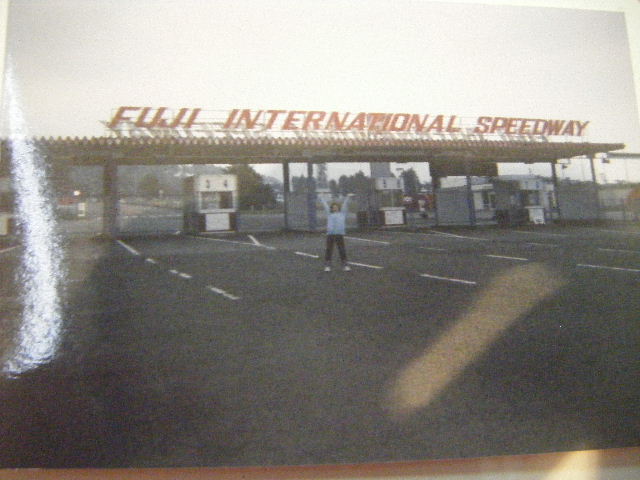 FUJI INTERNATIONAL SPEEDWAY